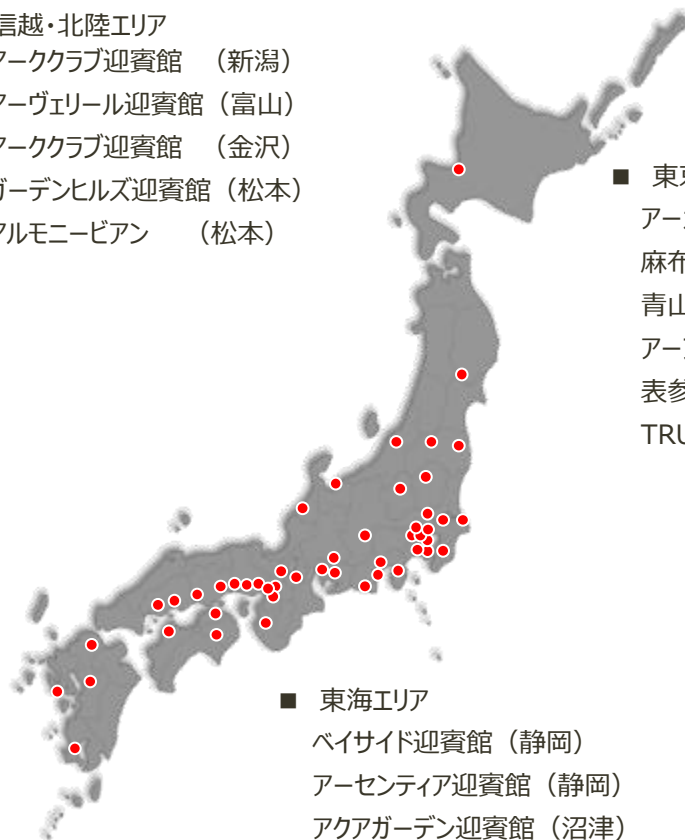 信越・北陸エリア
アーククラブ迎賓館 （新潟）
アーヴェリール迎賓館（富山）
アーククラブ迎賓館 （金沢）
ガーデンヒルズ迎賓館（松本）
アルモニービアン （松本）
■ 東
アー
麻布
青山
アー
表参
TRU
■ 東海エリア
ベイサイド迎賓館（静岡）
アーセンティア迎賓館（静岡）
アクアガーデン迎賓館（沼津）